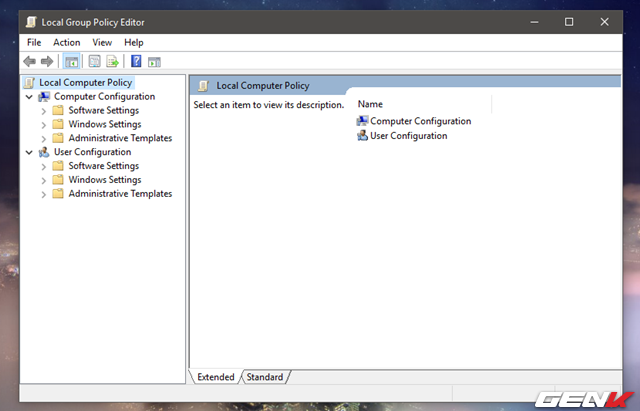 Local Group Policy Editor
File Action View Help
Local Computer Policy
Computer Configuration
Software Settings
Windows Settings
Administrative Templates
User Configuration
Software Settings
Windows Settings
Administrative Templates
Local Computer Policy
Select an item to view its description.
Name
Computer Configuration
User Configuration
Extended Standard
GENK